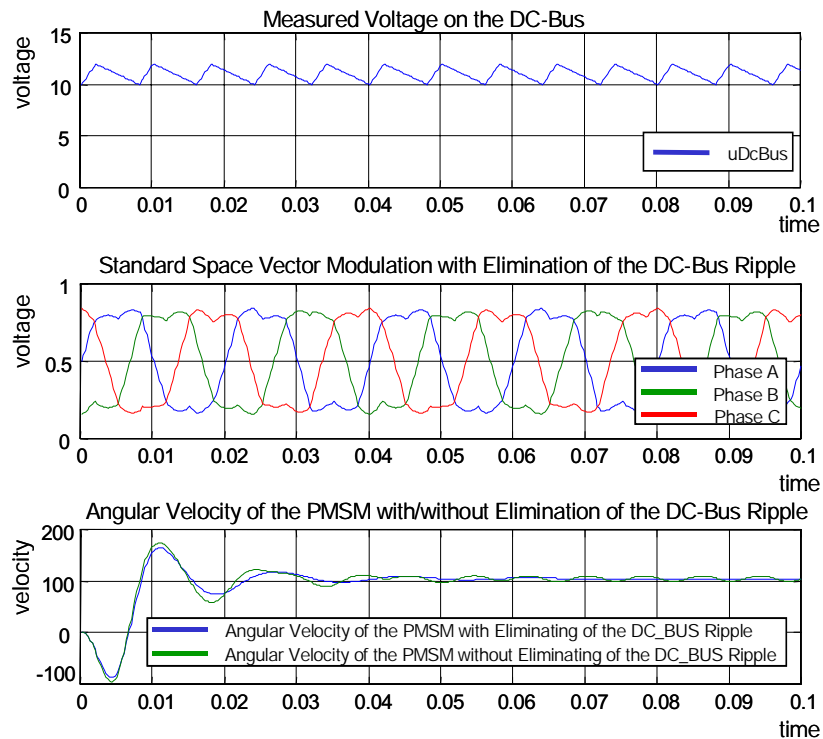 Measured Voltage on the DC-Bus
voltage
15
10
5
0
uDcBus
0 0.01 0.02 0.03 0.04 0.05 0.06 0.07 0.08 0.09 0.1
time
Standard Space Vector Modulation with Elimination of the DC-Bus Ripple
voltage
1
0.5
0
Phase A
Phase B
Phase C
0 0.01 0.02 0.03 0.04 0.05 0.06 0.07 0.08 0.09 0.1
time
Angular Velocity of the PMSM with/without Elimination of the DC-Bus Ripple
velocity
200
100
0
-100
Angular Velocity of the PMSM with Eliminating of the DC_BUS Ripple
Angular Velocity of the PMSM without Eliminating of the DC_BUS Ripple
0 0.01 0.02 0.03 0.04 0.05 0.06 0.07 0.08 0.09 0.1
time